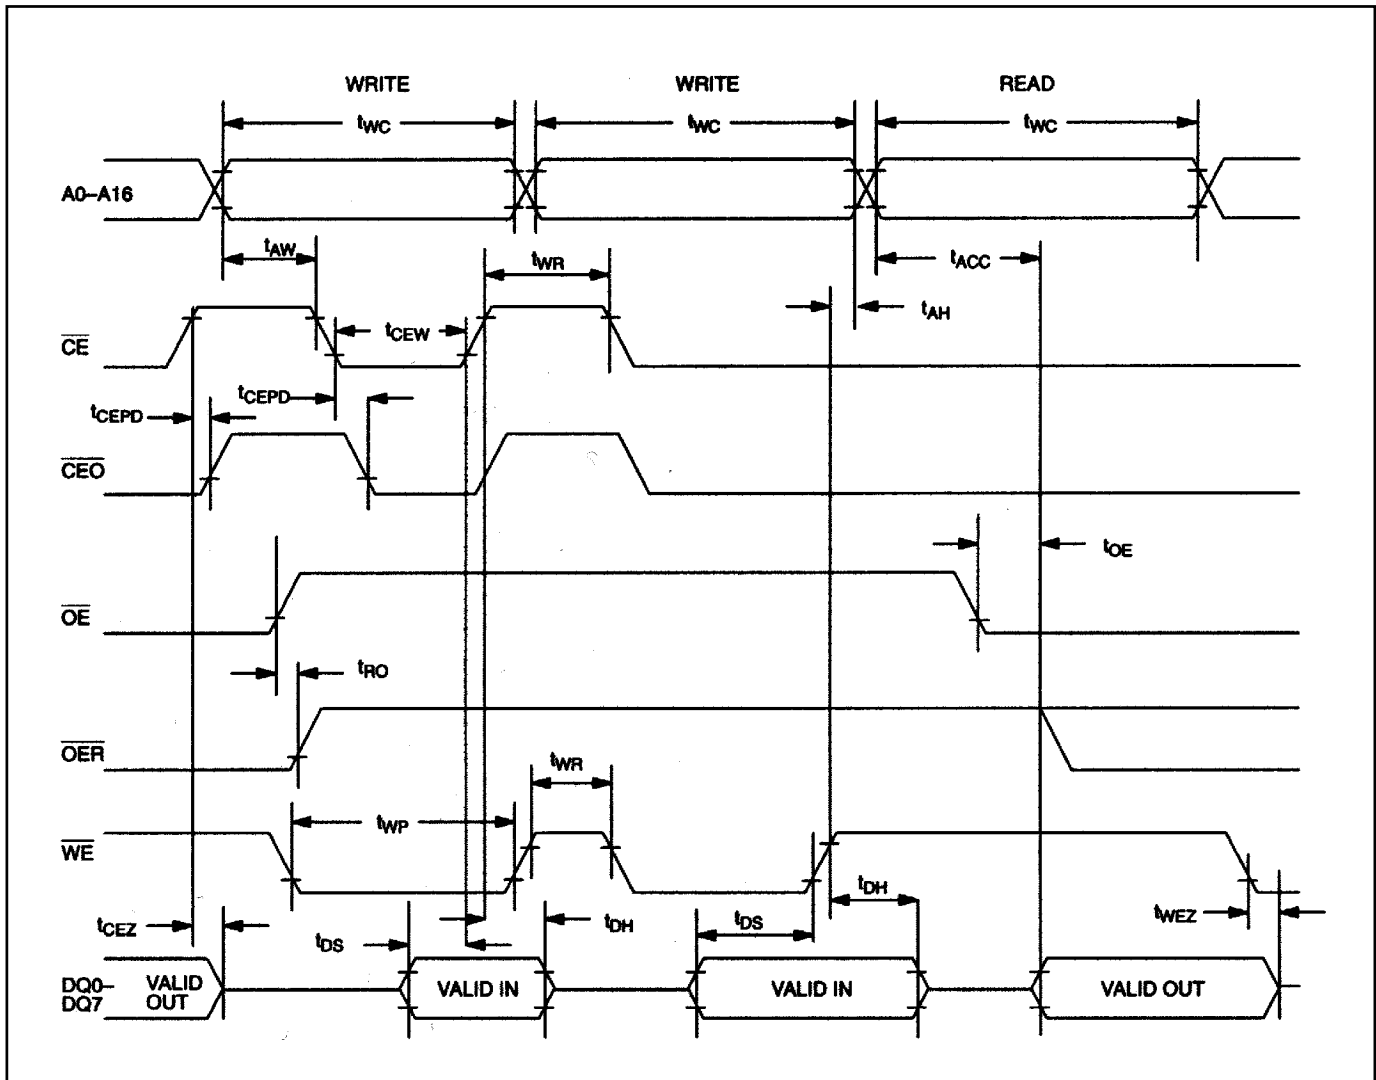 WRITE WRITE READ
tWC tWC tWC
A0–A16
tAW tWR tACC
tAH
CE tCEW
tCEPD tCEPD
CEO
tOE
OE
tRO
OER
tWR
tWP
WE
tDH
tCEZ tDS tDH tDS tWEZ
DQ0–
DQ7
VALID
OUT
VALID IN VALID IN VALID OUT